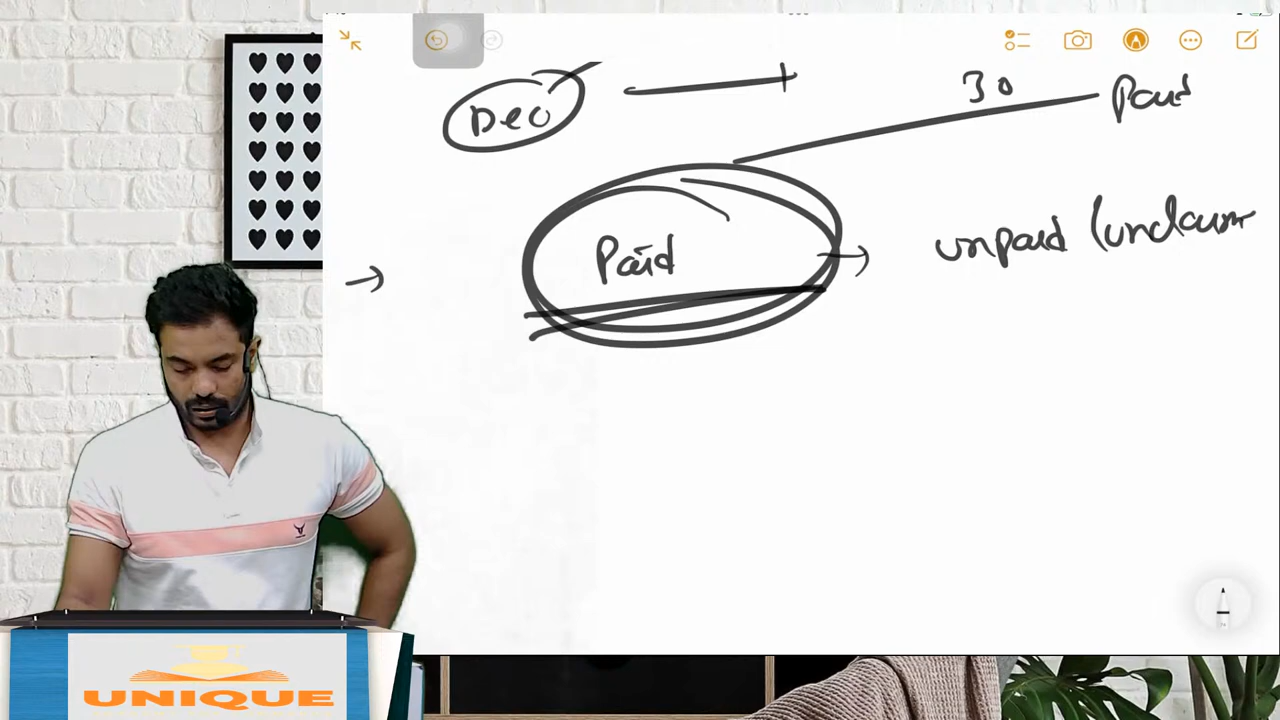 30 Paid
Dec
Paid → unpaid (unclaim
→
UNIQUE